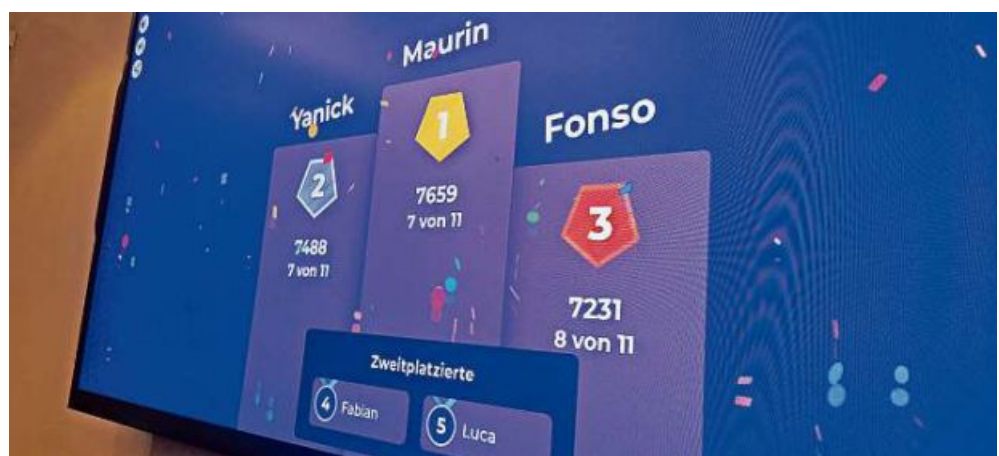 Maurin
1
7659
7 von 11
Yanick
2
7488
7 von 11
Fonso
3
7231
8 von 11
Zweitplatzierte
4 Fabian
5 Luca